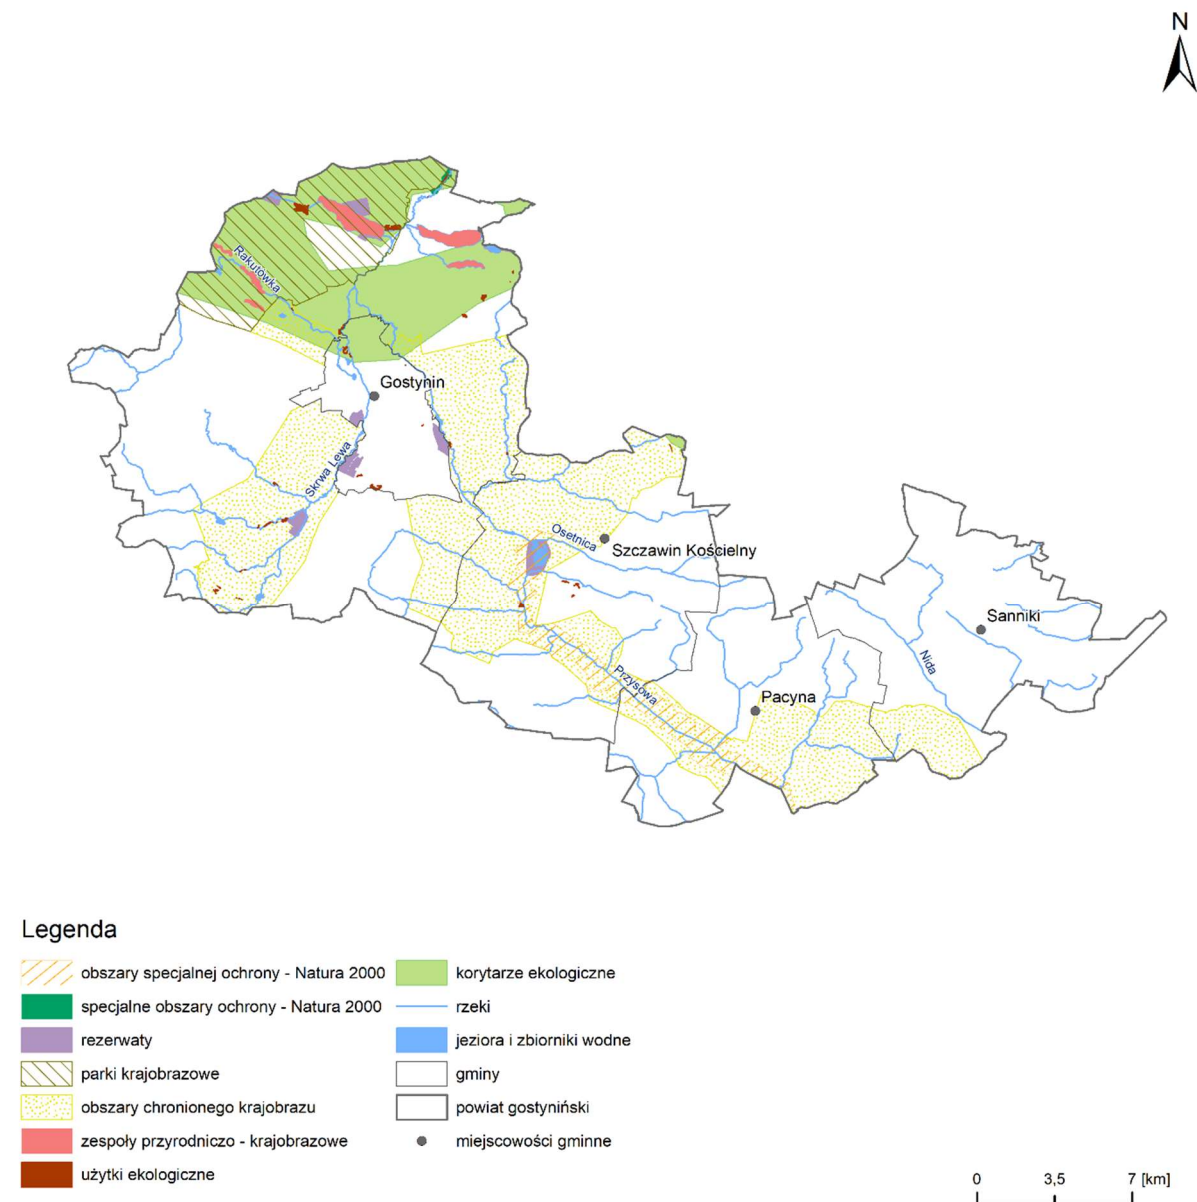 N
Rakutówka
Gostynin
Skrwa Lewa
Osetnica
Szczawin Kościelny
Sanniki
Nida
Przysowa
Pacyna
Legenda
obszary specjalnej ochrony - Natura 2000
specjalne obszary ochrony - Natura 2000
rezerwaty
parki krajobrazowe
obszary chronionego krajobrazu
zespoły przyrodniczo - krajobrazowe
użytki ekologiczne
korytarze ekologiczne
rzeki
jeziora i zbiorniki wodne
gminy
powiat gostyniński
miejscowości gminne
0 3,5 7 [km]